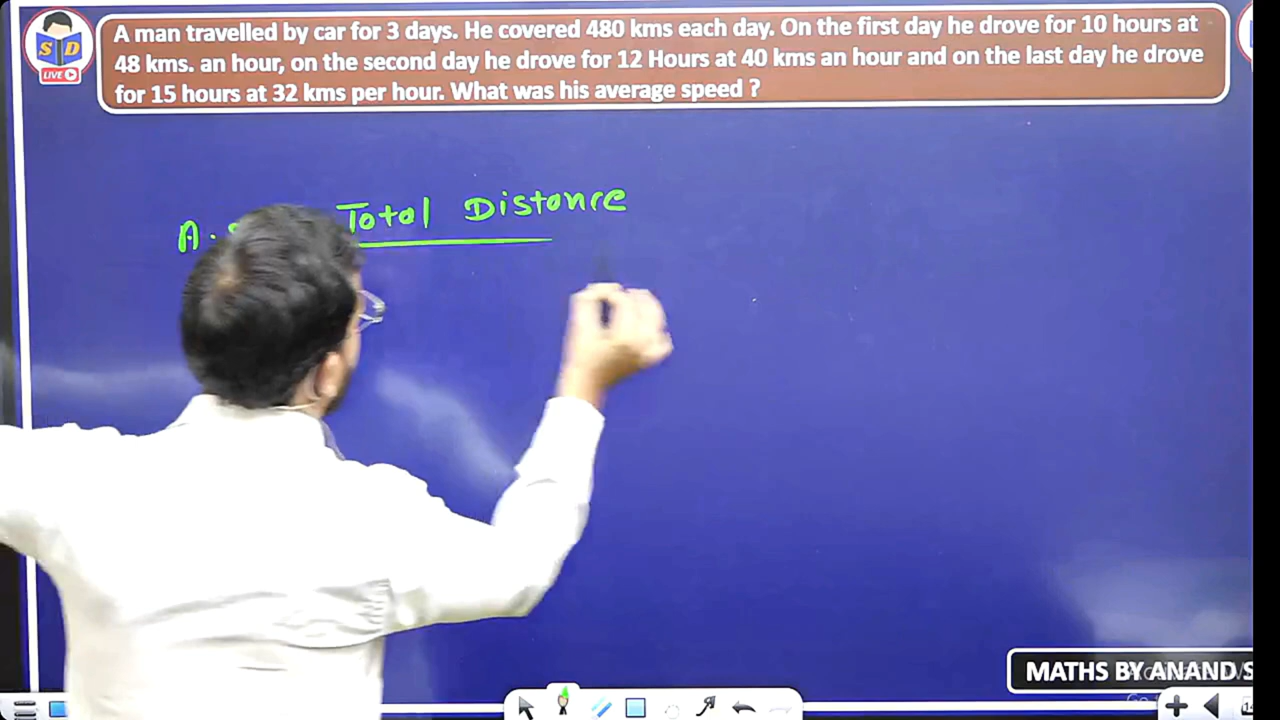 A man travelled by car for 3 days. He covered 480 kms each day. On the first day he drove for 10 hours at
48 kms. an hour, on the second day he drove for 12 Hours at 40 kms an hour and on the last day he drove
for 15 hours at 32 kms per hour. What was his average speed ?
S D
LIVE
Total Distance
A.
MATHS BY ANAND S